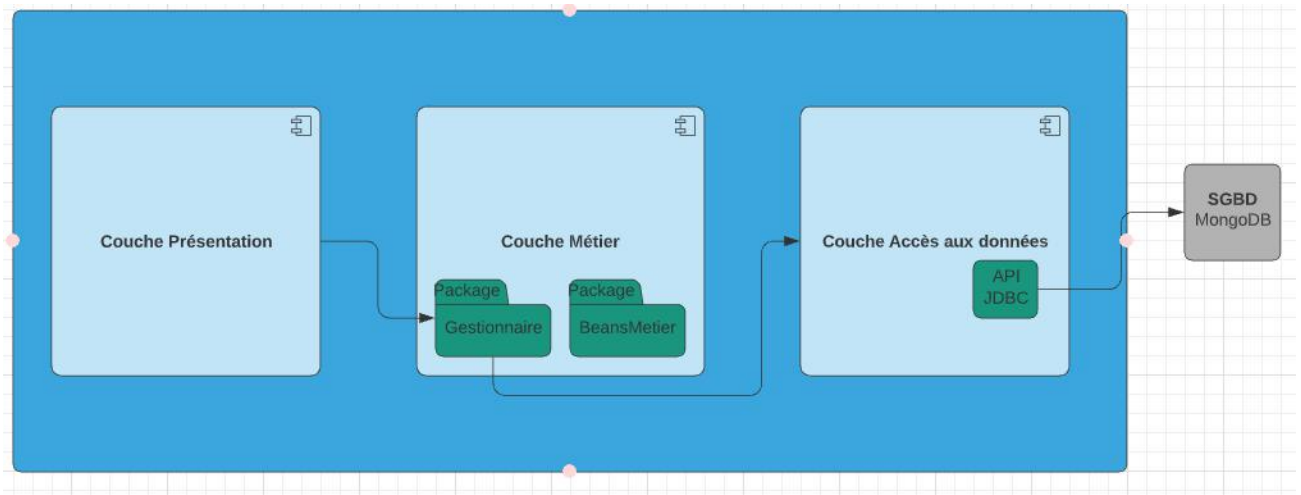 Couche Présentation
Couche Métier
Package
Gestionnaire
Package
BeansMetier
Couche Accès aux données
API
JDBC
SGBD
MongoDB